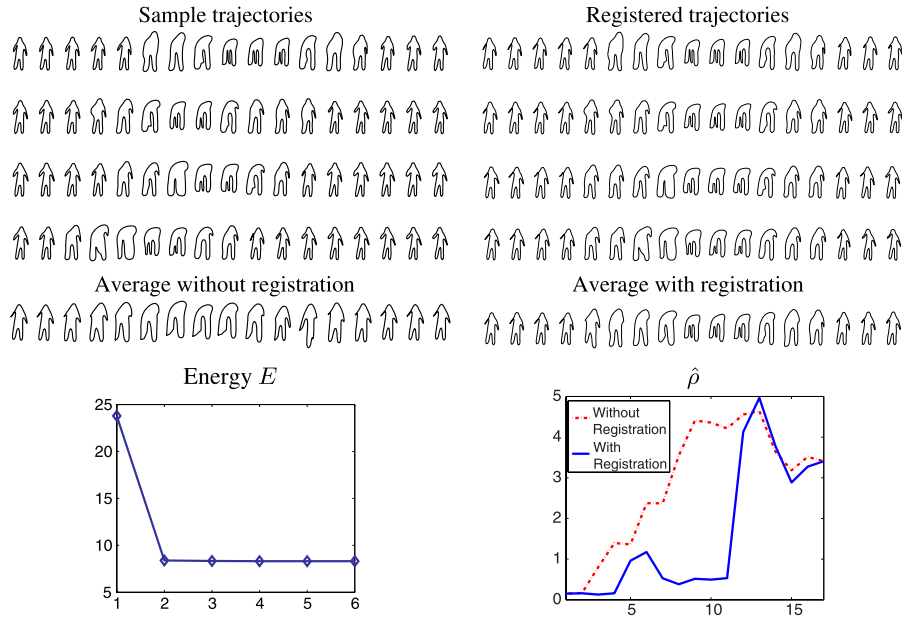 Sample trajectories
Registered trajectories
Average without registration
Average with registration
Energy E
25
20
15
10
5
1 2 3 4 5 6
ρ̂
5
4
3
2
1
0
5 10 15
Without
Registration
With
Registration